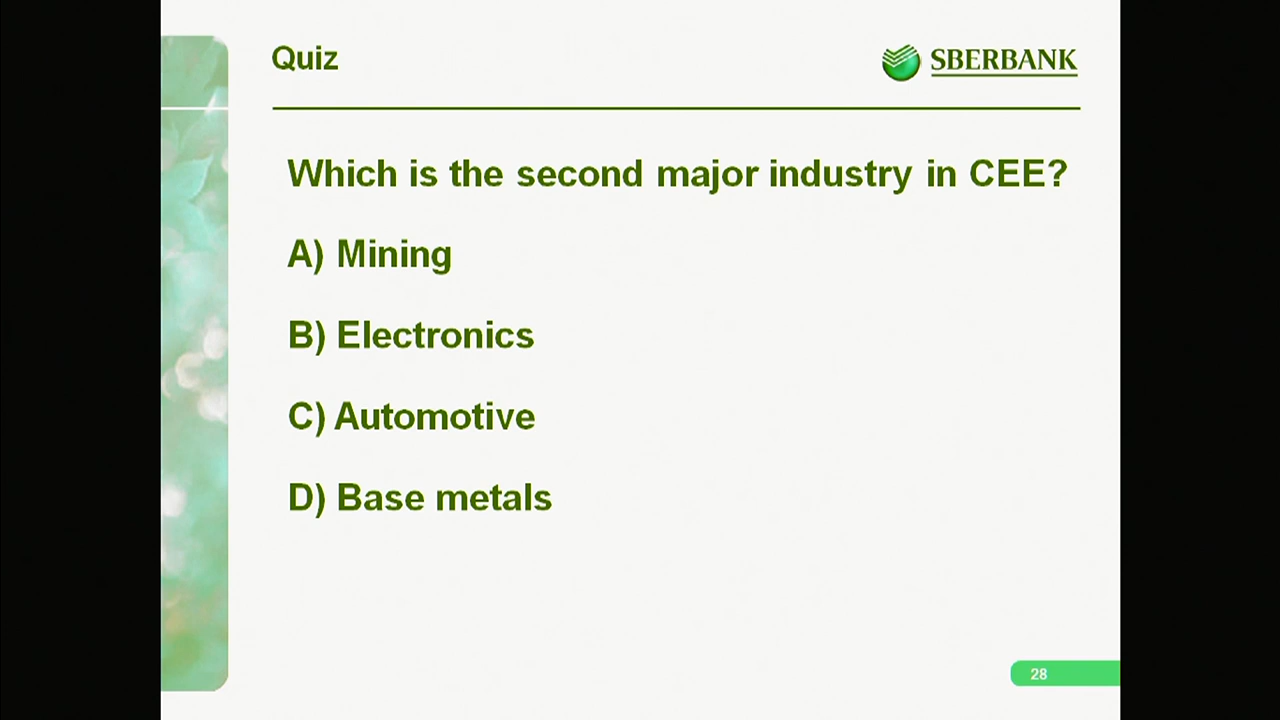 Quiz
SBERBANK
Which is the second major industry in CEE?
A) Mining
B) Electronics
C) Automotive
D) Base metals
28